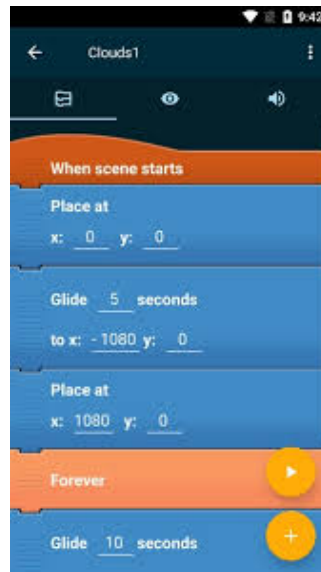 9:42
Clouds1
When scene starts
Place at
x: 0 y: 0
Glide 5 seconds
to x: -1080 y: 0
Place at
x: 1080 y: 0
Forever
Glide 10 seconds